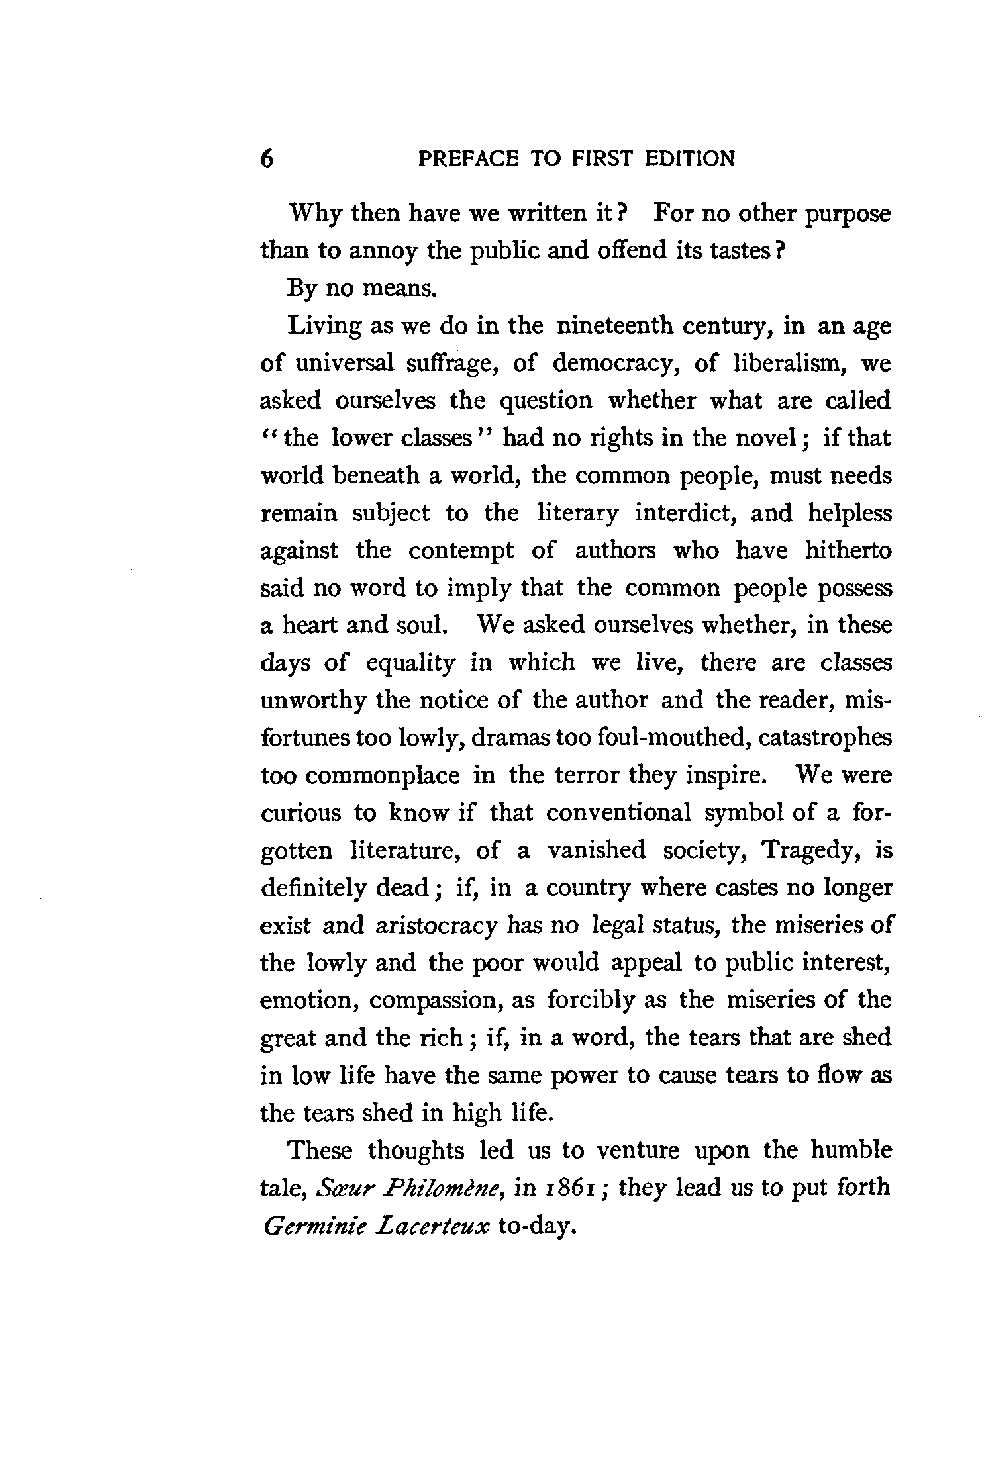 6 PREFACE TO FIRST EDITION
Why then have we written it? For no other purpose
than to annoy the public and offend its tastes?
By no means.
Living as we do in the nineteenth century, in an age
of universal suffrage, of democracy, of liberalism, we
asked ourselves the question whether what are called
“the lower classes” had no rights in the novel; if that
world beneath a world, the common people, must needs
remain subject to the literary interdict, and helpless
against the contempt of authors who have hitherto
said no word to imply that the common people possess
a heart and soul. We asked ourselves whether, in these
days of equality in which we live, there are classes
unworthy the notice of the author and the reader, mis-
fortunes too lowly, dramas too foul-mouthed, catastrophes
too commonplace in the terror they inspire. We were
curious to know if that conventional symbol of a for-
gotten literature, of a vanished society, Tragedy, is
definitely dead; if, in a country where castes no longer
exist and aristocracy has no legal status, the miseries of
the lowly and the poor would appeal to public interest,
emotion, compassion, as forcibly as the miseries of the
great and the rich; if, in a word, the tears that are shed
in low life have the same power to cause tears to flow as
the tears shed in high life.
These thoughts led us to venture upon the humble
tale, Sœur Philomène, in 1861; they lead us to put forth
Germinie Lacerteux to-day.